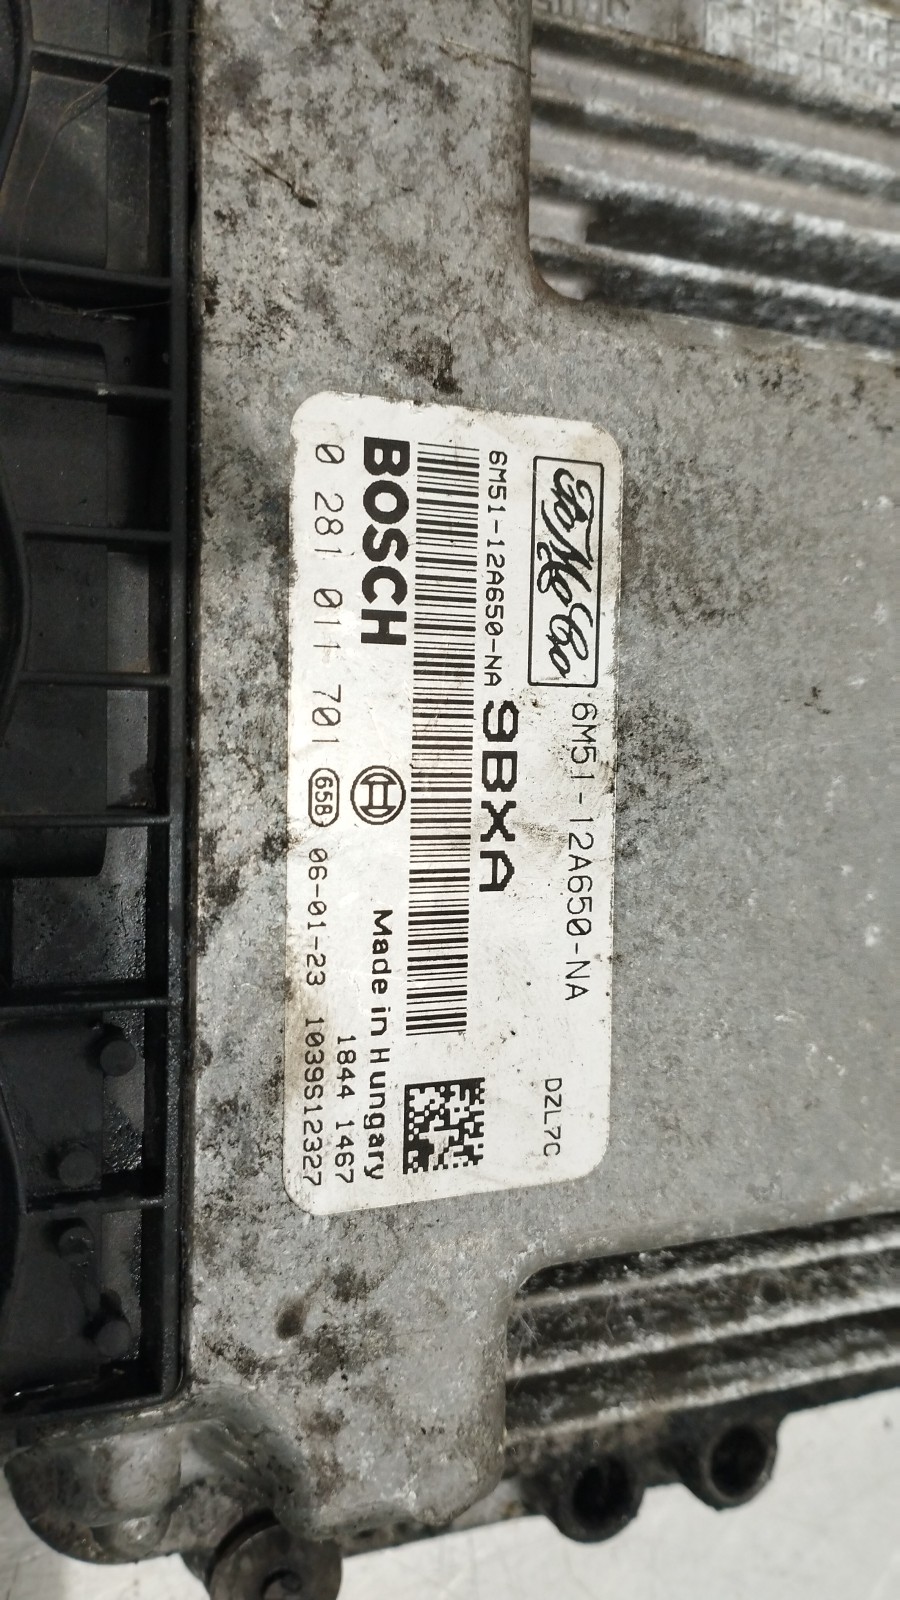 FoMoCo 6M51-12A650-NA DZL7C
6M51-12A650-NA 9BXA
BOSCH Made in Hungary
1844 1467
0 281 011 701 65B 06-01-23 1039S12327